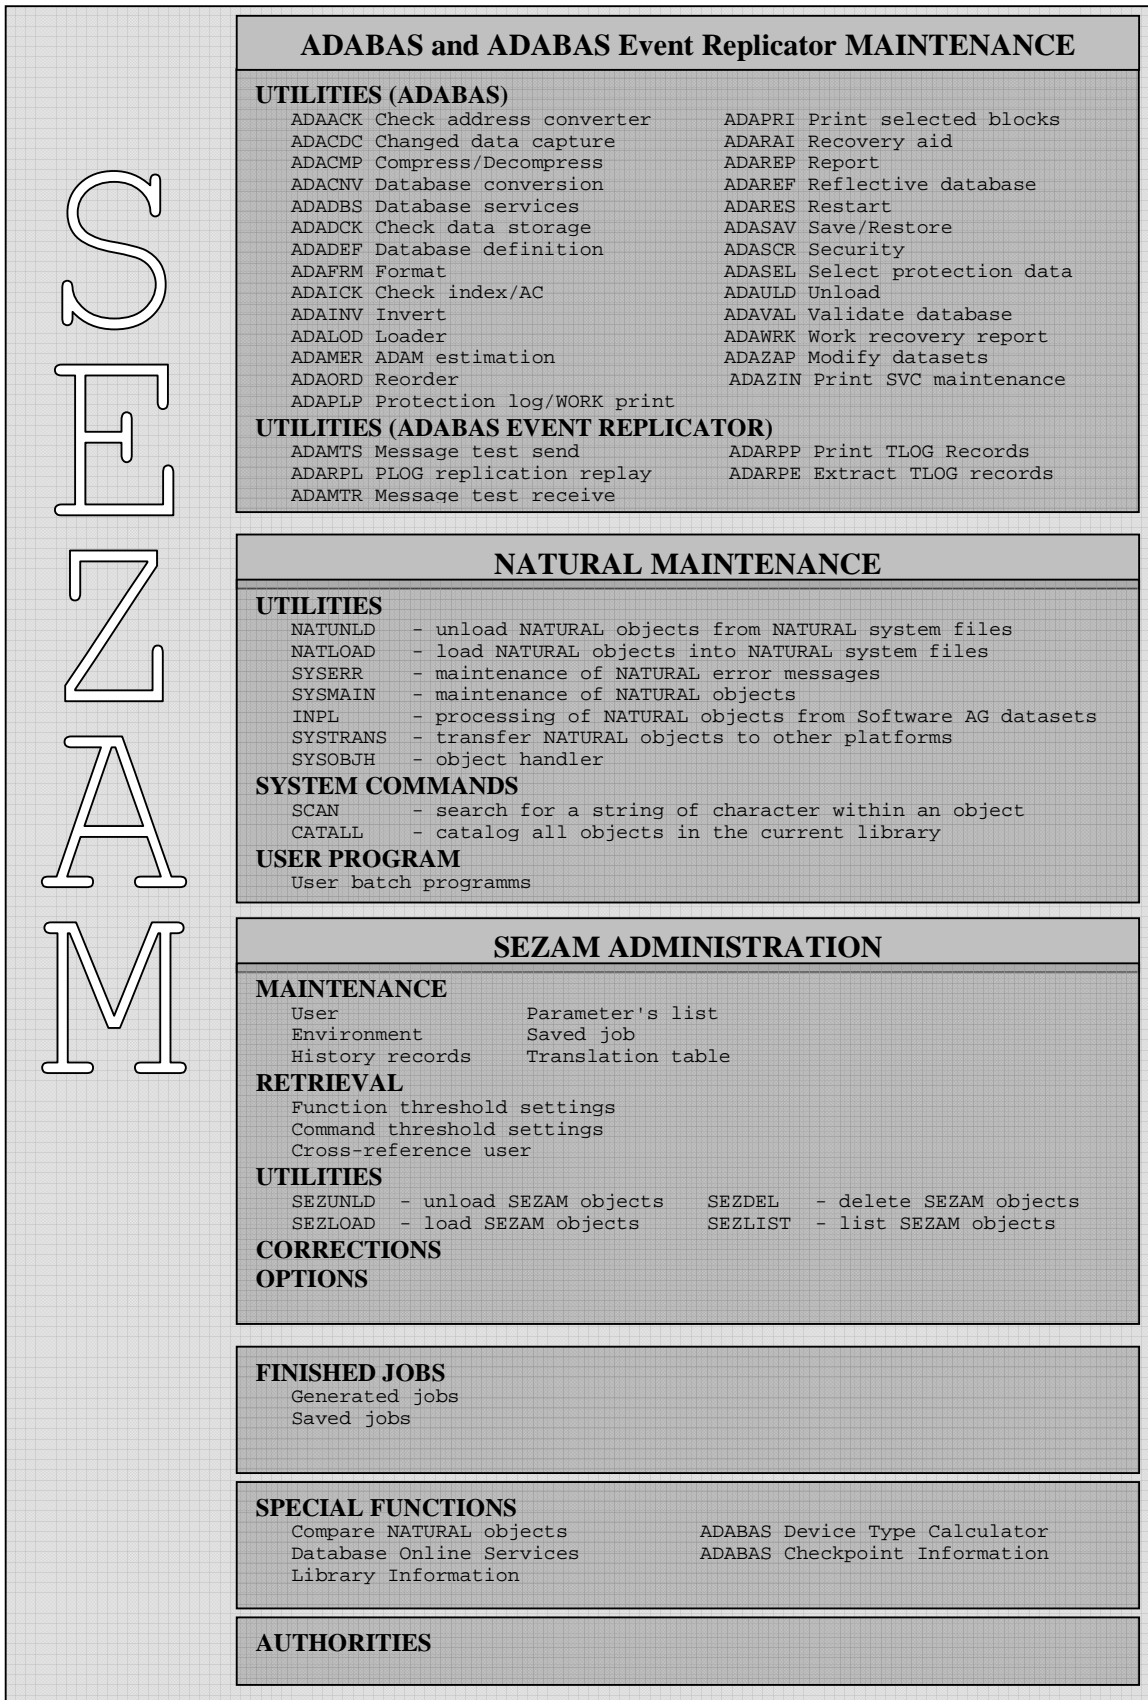 SEZAM
ADABAS and ADABAS Event Replicator MAINTENANCE
UTILITIES (ADABAS)
ADAACK Check address converter ADAPRI Print selected blocks
ADACDC Changed data capture ADARAI Recovery aid
ADACMP Compress/Decompress ADAREP Report
ADACNV Database conversion ADAREF Reflective database
ADADBS Database services ADARES Restart
ADADCK Check data storage ADASAV Save/Restore
ADADEF Database definition ADASCR Security
ADAFRM Format ADASEL Select protection data
ADAICK Check index/AC ADAULD Unload
ADAINV Invert ADAVAL Validate database
ADALOD Loader ADAWRK Work recovery report
ADAMER ADAM estimation ADAZAP Modify datasets
ADAORD Reorder ADAZIN Print SVC maintenance
ADAPLP Protection log/WORK print
UTILITIES (ADABAS EVENT REPLICATOR)
ADAMTS Message test send ADARPP Print TLOG Records
ADARPL PLOG replication replay ADARPE Extract TLOG records
ADAMTR Message test receive
NATURAL MAINTENANCE
UTILITIES
NATUNLD - unload NATURAL objects from NATURAL system files
NATLOAD - load NATURAL objects into NATURAL system files
SYSERR - maintenance of NATURAL error messages
SYSMAIN - maintenance of NATURAL objects
INPL - processing of NATURAL objects from Software AG datasets
SYSTRANS - transfer NATURAL objects to other platforms
SYSOBJH - object handler
SYSTEM COMMANDS
SCAN - search for a string of character within an object
CATALL - catalog all objects in the current library
USER PROGRAM
User batch programms
SEZAM ADMINISTRATION
MAINTENANCE
User Parameter's list
Environment Saved job
History records Translation table
RETRIEVAL
Function threshold settings
Command threshold settings
Cross-reference user
UTILITIES
SEZUNLD - unload SEZAM objects SEZDEL - delete SEZAM objects
SEZLOAD - load SEZAM objects SEZLIST - list SEZAM objects
CORRECTIONS
OPTIONS
FINISHED JOBS
Generated jobs
Saved jobs
SPECIAL FUNCTIONS
Compare NATURAL objects ADABAS Device Type Calculator
Database Online Services ADABAS Checkpoint Information
Library Information
AUTHORITIES